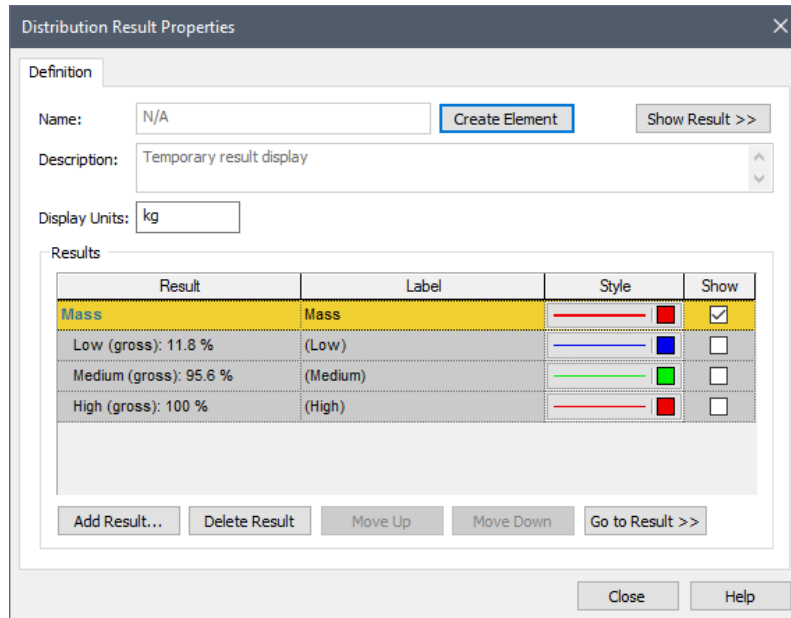 Distribution Result Properties
Definition
Name: N/A Create Element Show Result >>
Description: Temporary result display
Display Units: kg
Results
Result Label Style Show
Mass Mass
Low (gross): 11.8 % (Low)
Medium (gross): 95.6 % (Medium)
High (gross): 100 % (High)
Add Result... Delete Result Move Up Move Down Go to Result >>
Close Help